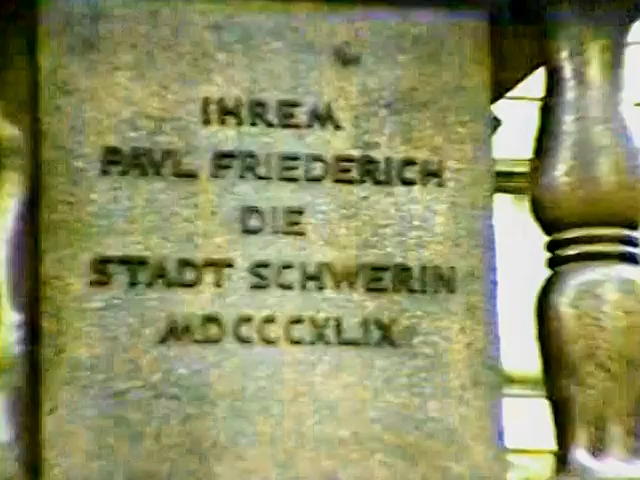 IHREM
PAVL FRIEDERICH
DIE
STADT SCHWERIN
MDCCCXLIX